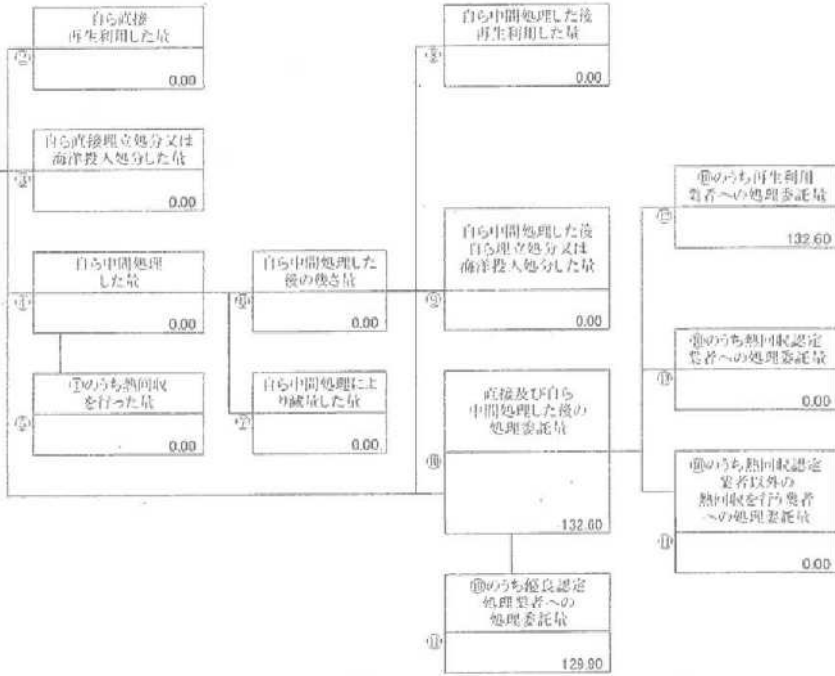 自ら直接
再生利用した量
②
0.00
自ら中間処理した後
再生利用した量
⑧
0.00
自ら直接埋立処分又は
海洋投入処分した量
③
0.00
⑩のうち再生利用
業者への処理委託量
⑫
132.60
自ら中間処理
した量
④
0.00
自ら中間処理した
後の残さ量
⑥
0.00
自ら中間処理した後
自ら埋立処分又は
海洋投入処分した量
⑨
0.00
⑩のうち熱回収認定
業者への処理委託量
⑬
0.00
のうち熱回収
を行った量
⑤
0.00
自ら中間処理によ
り減量した量
⑦
0.00
直接及び自ら
中間処理した後の
処理委託量
⑩
132.60
⑩のうち熱回収認定
業者以外の
熱回収を行う業者
への処理委託量
0.00
⑩のうち優良認定
処理業者への
処理委託量
⑪
129.90